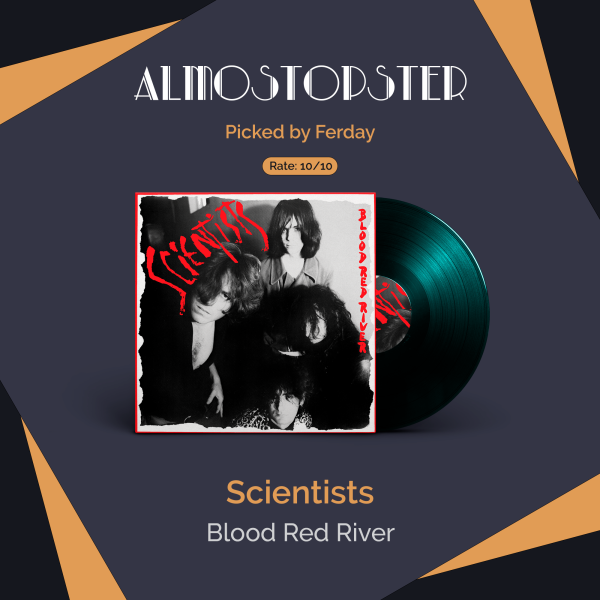 ALMOSTOPSTER
Picked by Ferday
Rate: 10/10
SCIENTISTS
BLOOD RED RIVER
Scientists
Blood Red River